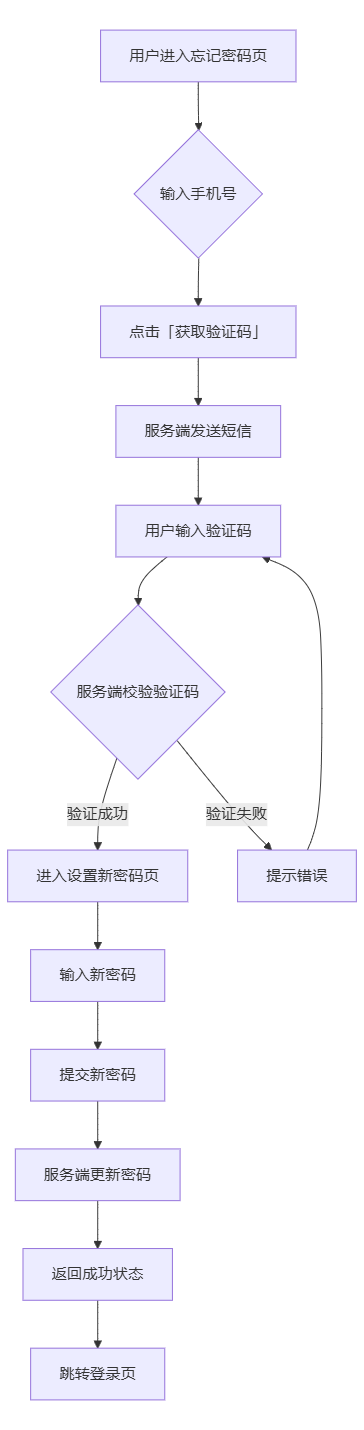 用户进入忘记密码页
输入手机号
点击「获取验证码」
服务端发送短信
用户输入验证码
服务端校验验证码
验证成功
验证失败
进入设置新密码页
提示错误
输入新密码
提交新密码
服务端更新密码
返回成功状态
跳转登录页